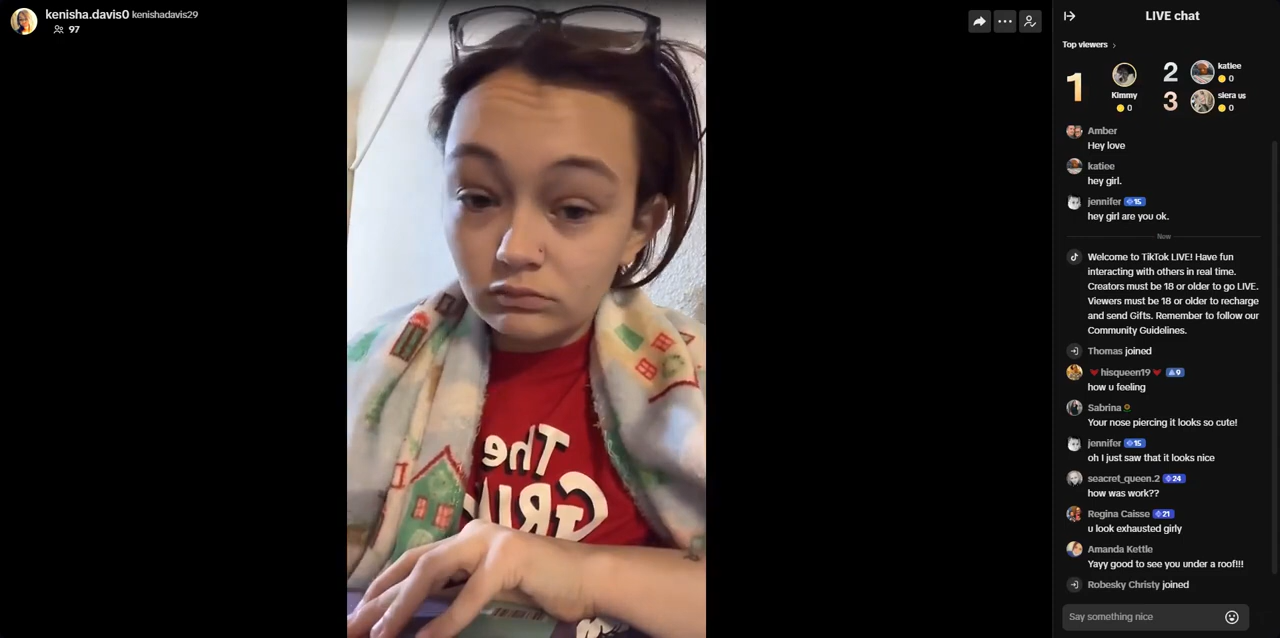 kenisha.davis0 kenishadavis29
97
LIVE chat
Top viewers
1
Kimmy
0
2
katiee
0
3
siera us
0
Amber
Hey love
katiee
hey girl.
jennifer 15
hey girl are you ok.
Now
Welcome to TikTok LIVE! Have fun
interacting with others in real time.
Creators must be 18 or older to go LIVE.
Viewers must be 18 or older to recharge
and send Gifts. Remember to follow our
Community Guidelines.
Thomas joined
hisqueen19 9
how u feeling
Sabrina
Your nose piercing it looks so cute!
jennifer 15
oh I just saw that it looks nice
seacret_queen.2 24
how was work??
Regina Caisse 21
u look exhausted girly
Amanda Kettle
Yayy good to see you under a roof!!!
Robesky Christy joined
Say something nice
The